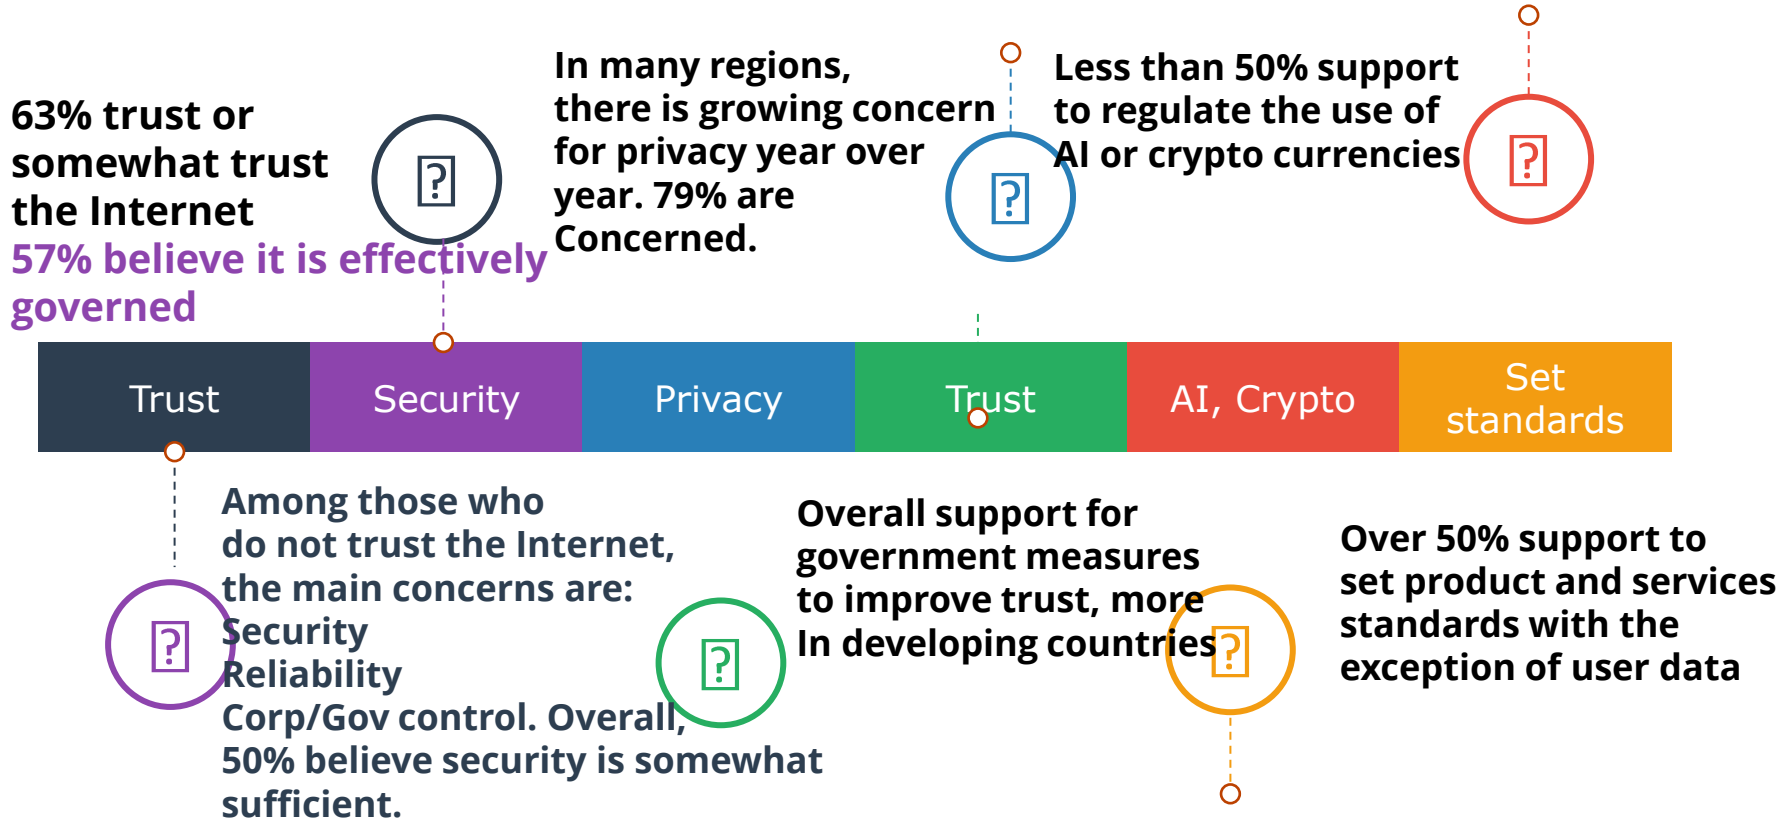 63% trust or
somewhat trust
the Internet
57% believe it is effectively
governed
In many regions,
there is growing concern
for privacy year over
year. 79% are
Concerned.
Less than 50% support
to regulate the use of
AI or crypto currencies
Trust
Security
Privacy
Trust
AI, Crypto
Set
standards
Among those who
do not trust the Internet,
the main concerns are:
Security
Reliability
Corp/Gov control. Overall,
50% believe security is somewhat
sufficient.
Overall support for
government measures
to improve trust, more
In developing countries
Over 50% support to
set product and services
standards with the
exception of user data